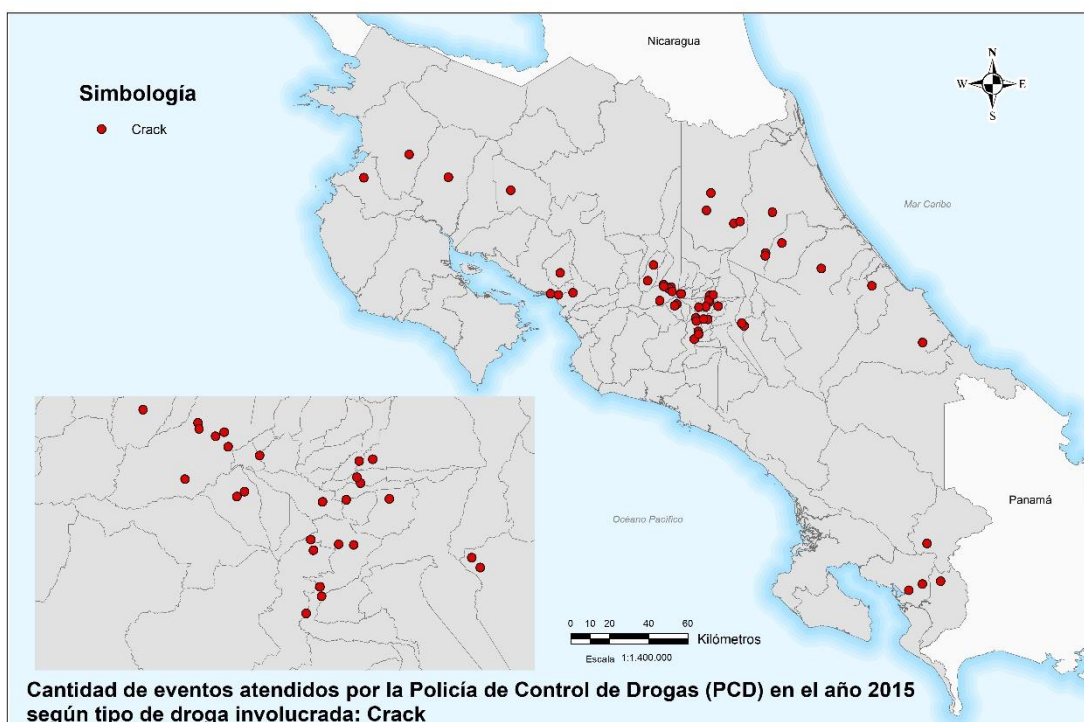 Nicaragua
N
W E
S
Simbología
Crack
Mar Caribe
Panamá
Océano Pacífico
0 10 20 40 60
Kilómetros
Escala 1:1.400.000
Cantidad de eventos atendidos por la Policía de Control de Drogas (PCD) en el año 2015
según tipo de droga involucrada: Crack